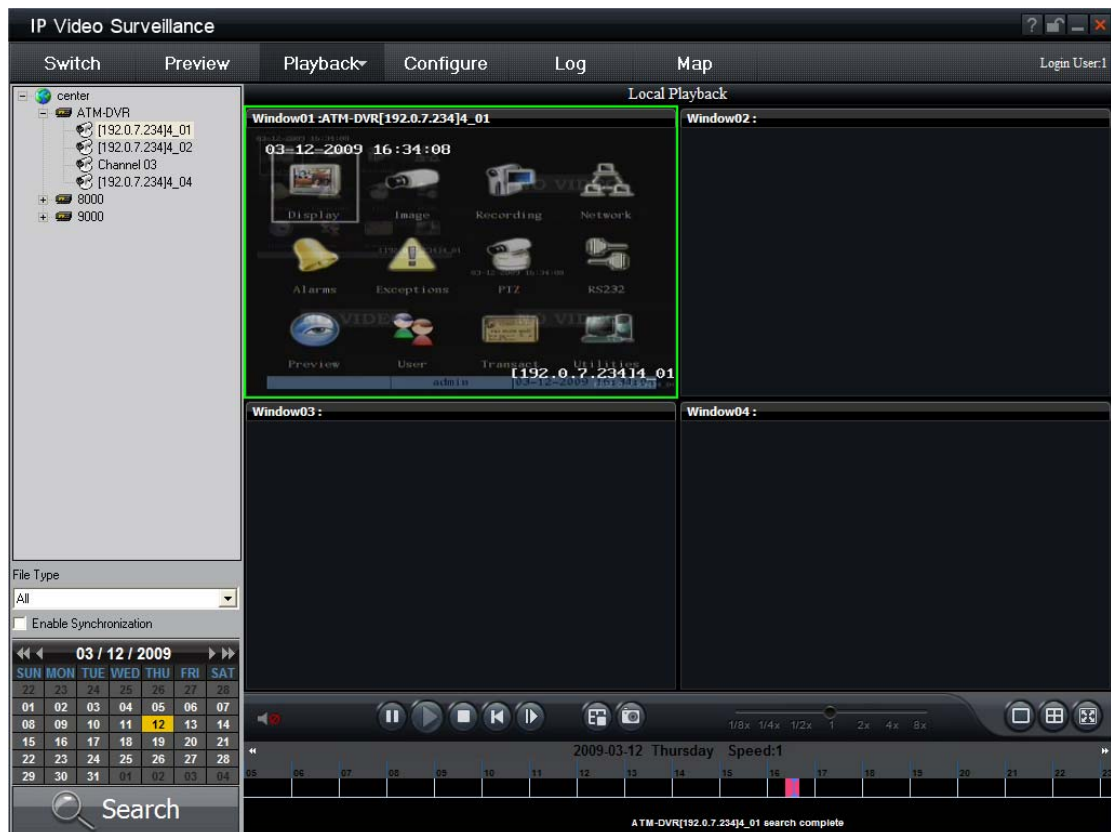 IP Video Surveillance
Switch Preview Playback Configure Log Map Login User:1
Local Playback
center
ATM-DVR
[192.0.7.234]4_01
[192.0.7.234]4_02
Channel 03
[192.0.7.234]4_04
8000
9000
Window01 :ATM-DVR[192.0.7.234]4_01
03-12-2009 16:34:08
NO VIDEO
Display Image Recording Network
Alarms Exceptions PTZ RS232
Preview User Transact Utilities
[192.0.7.234]4_01
admin
Window02 :
Window03 :
Window04 :
File Type
All
Enable Synchronization
03 / 12 / 2009
SUN MON TUE WED THU FRI SAT
22 23 24 25 26 27 28
01 02 03 04 05 06 07
08 09 10 11 12 13 14
15 16 17 18 19 20 21
22 23 24 25 26 27 28
29 30 31 01 02 03 04
Search
1/8x 1/4x 1/2x 1 2x 4x 8x
2009-03-12 Thursday Speed:1
05 06 07 08 09 10 11 12 13 14 15 16 17 18 19 20 21 22
ATM-DVR[192.0.7.234]4_01 search complete